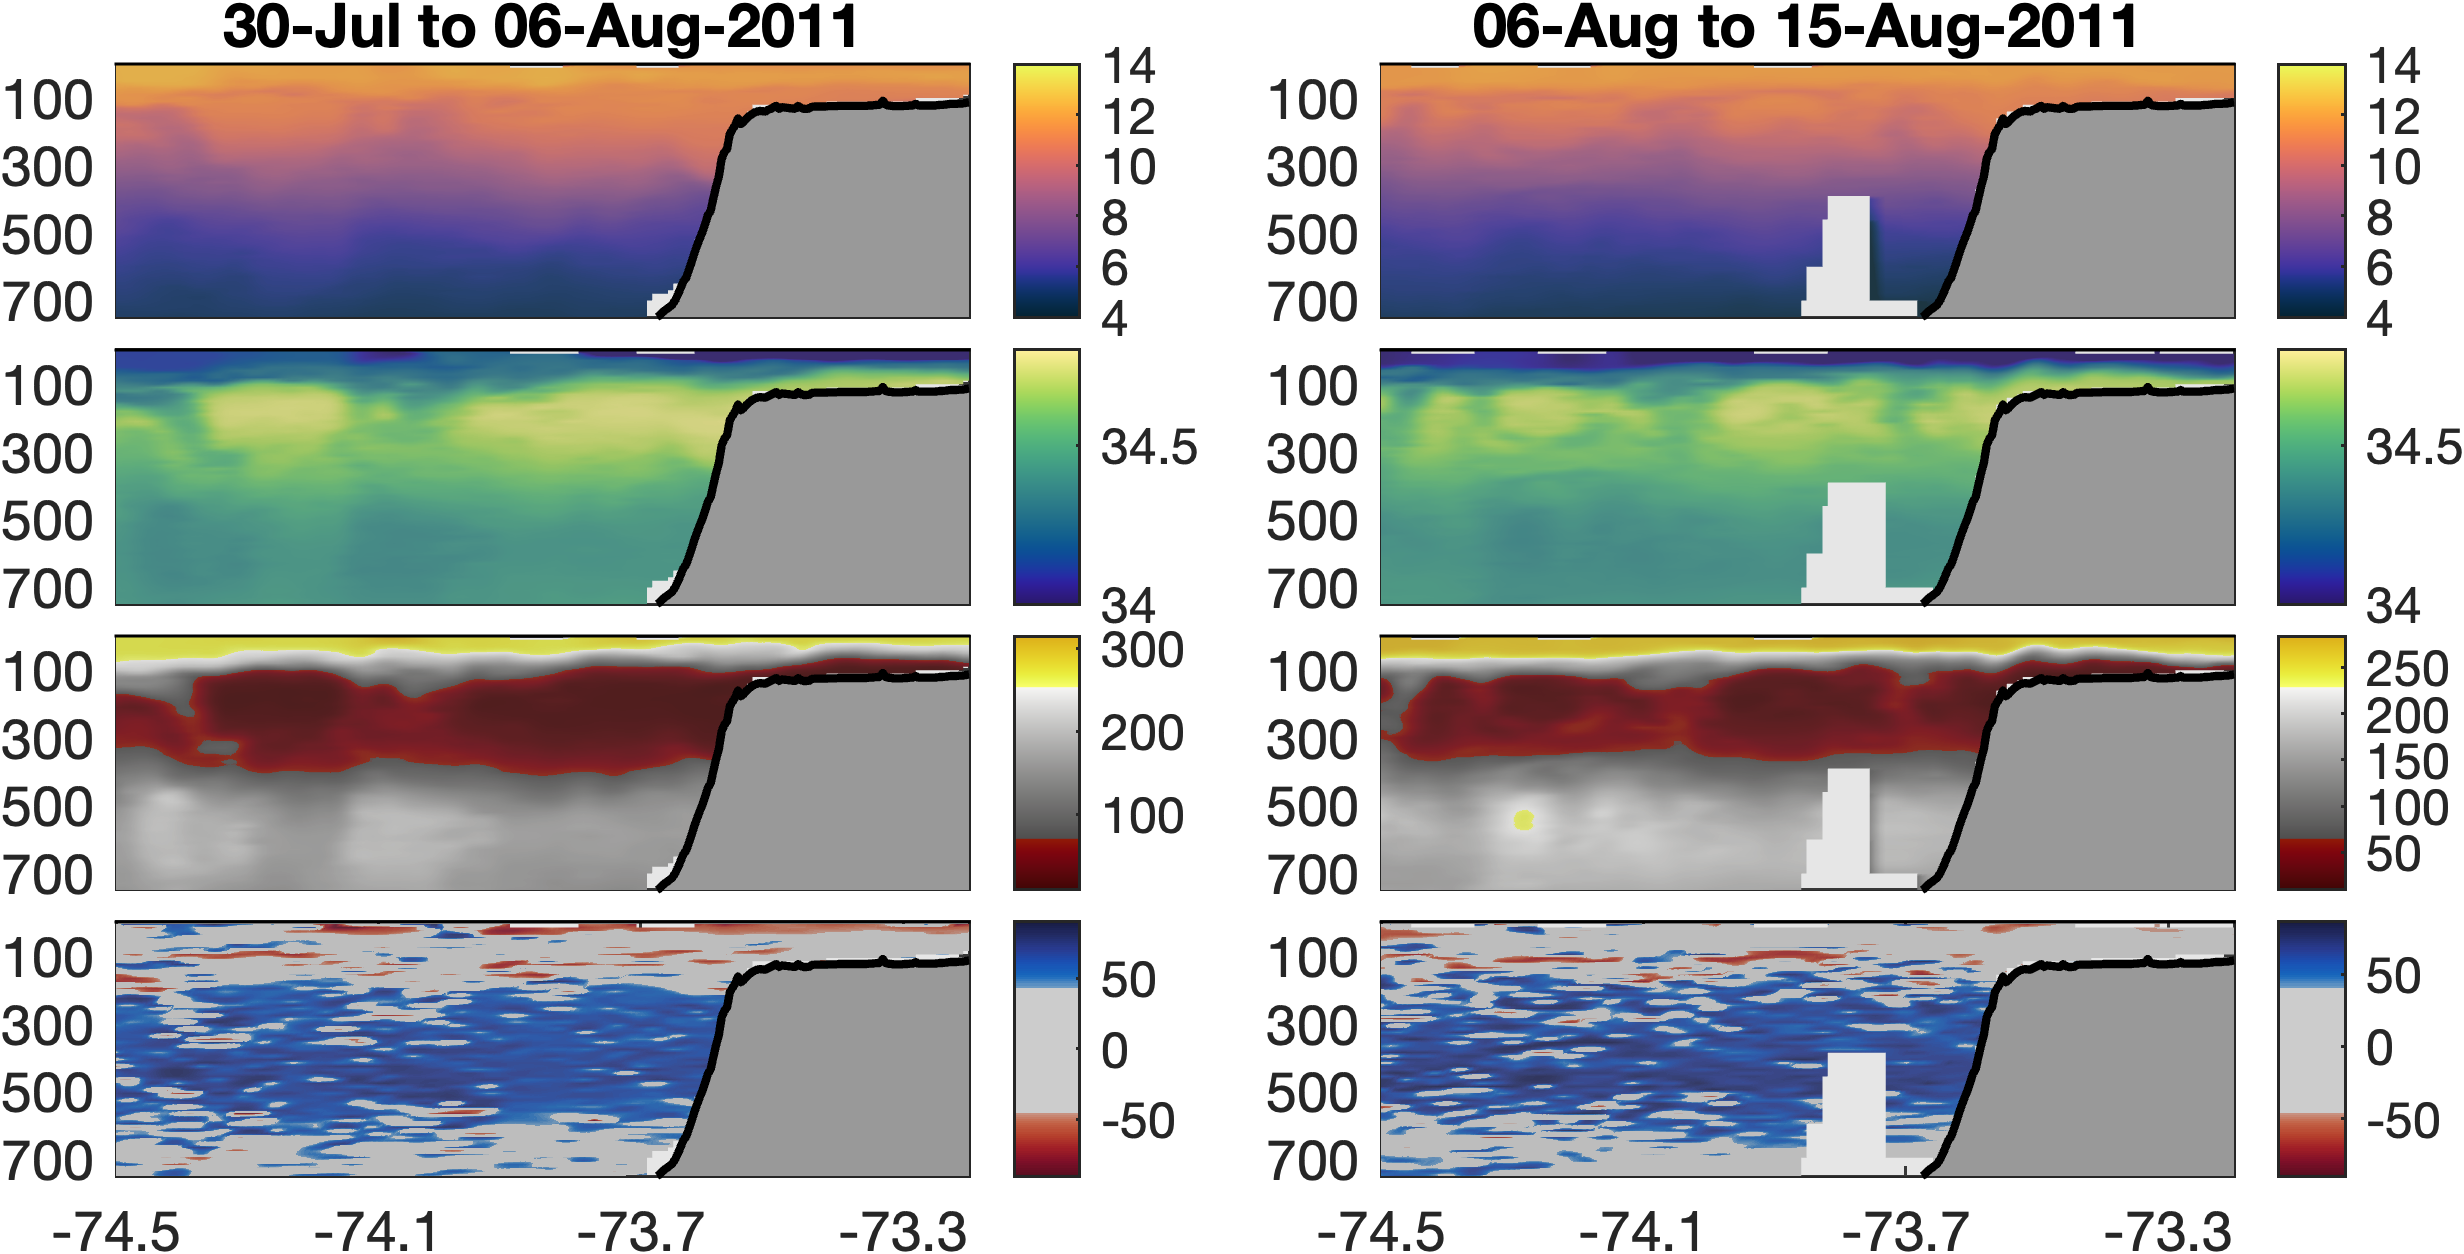 30-Jul to 06-Aug-2011 06-Aug to 15-Aug-2011
100 300 500 700 14 12 10 8 6 4 100 300 500 700 14 12 10 8 6 4
100 300 500 700 34.5 34 100 300 500 700 34.5 34
100 300 500 700 300 200 100 100 300 500 700 250 200 150 100 50
100 300 500 700 50 0 -50 100 300 500 700 50 0 -50
-74.5 -74.1 -73.7 -73.3 -74.5 -74.1 -73.7 -73.3